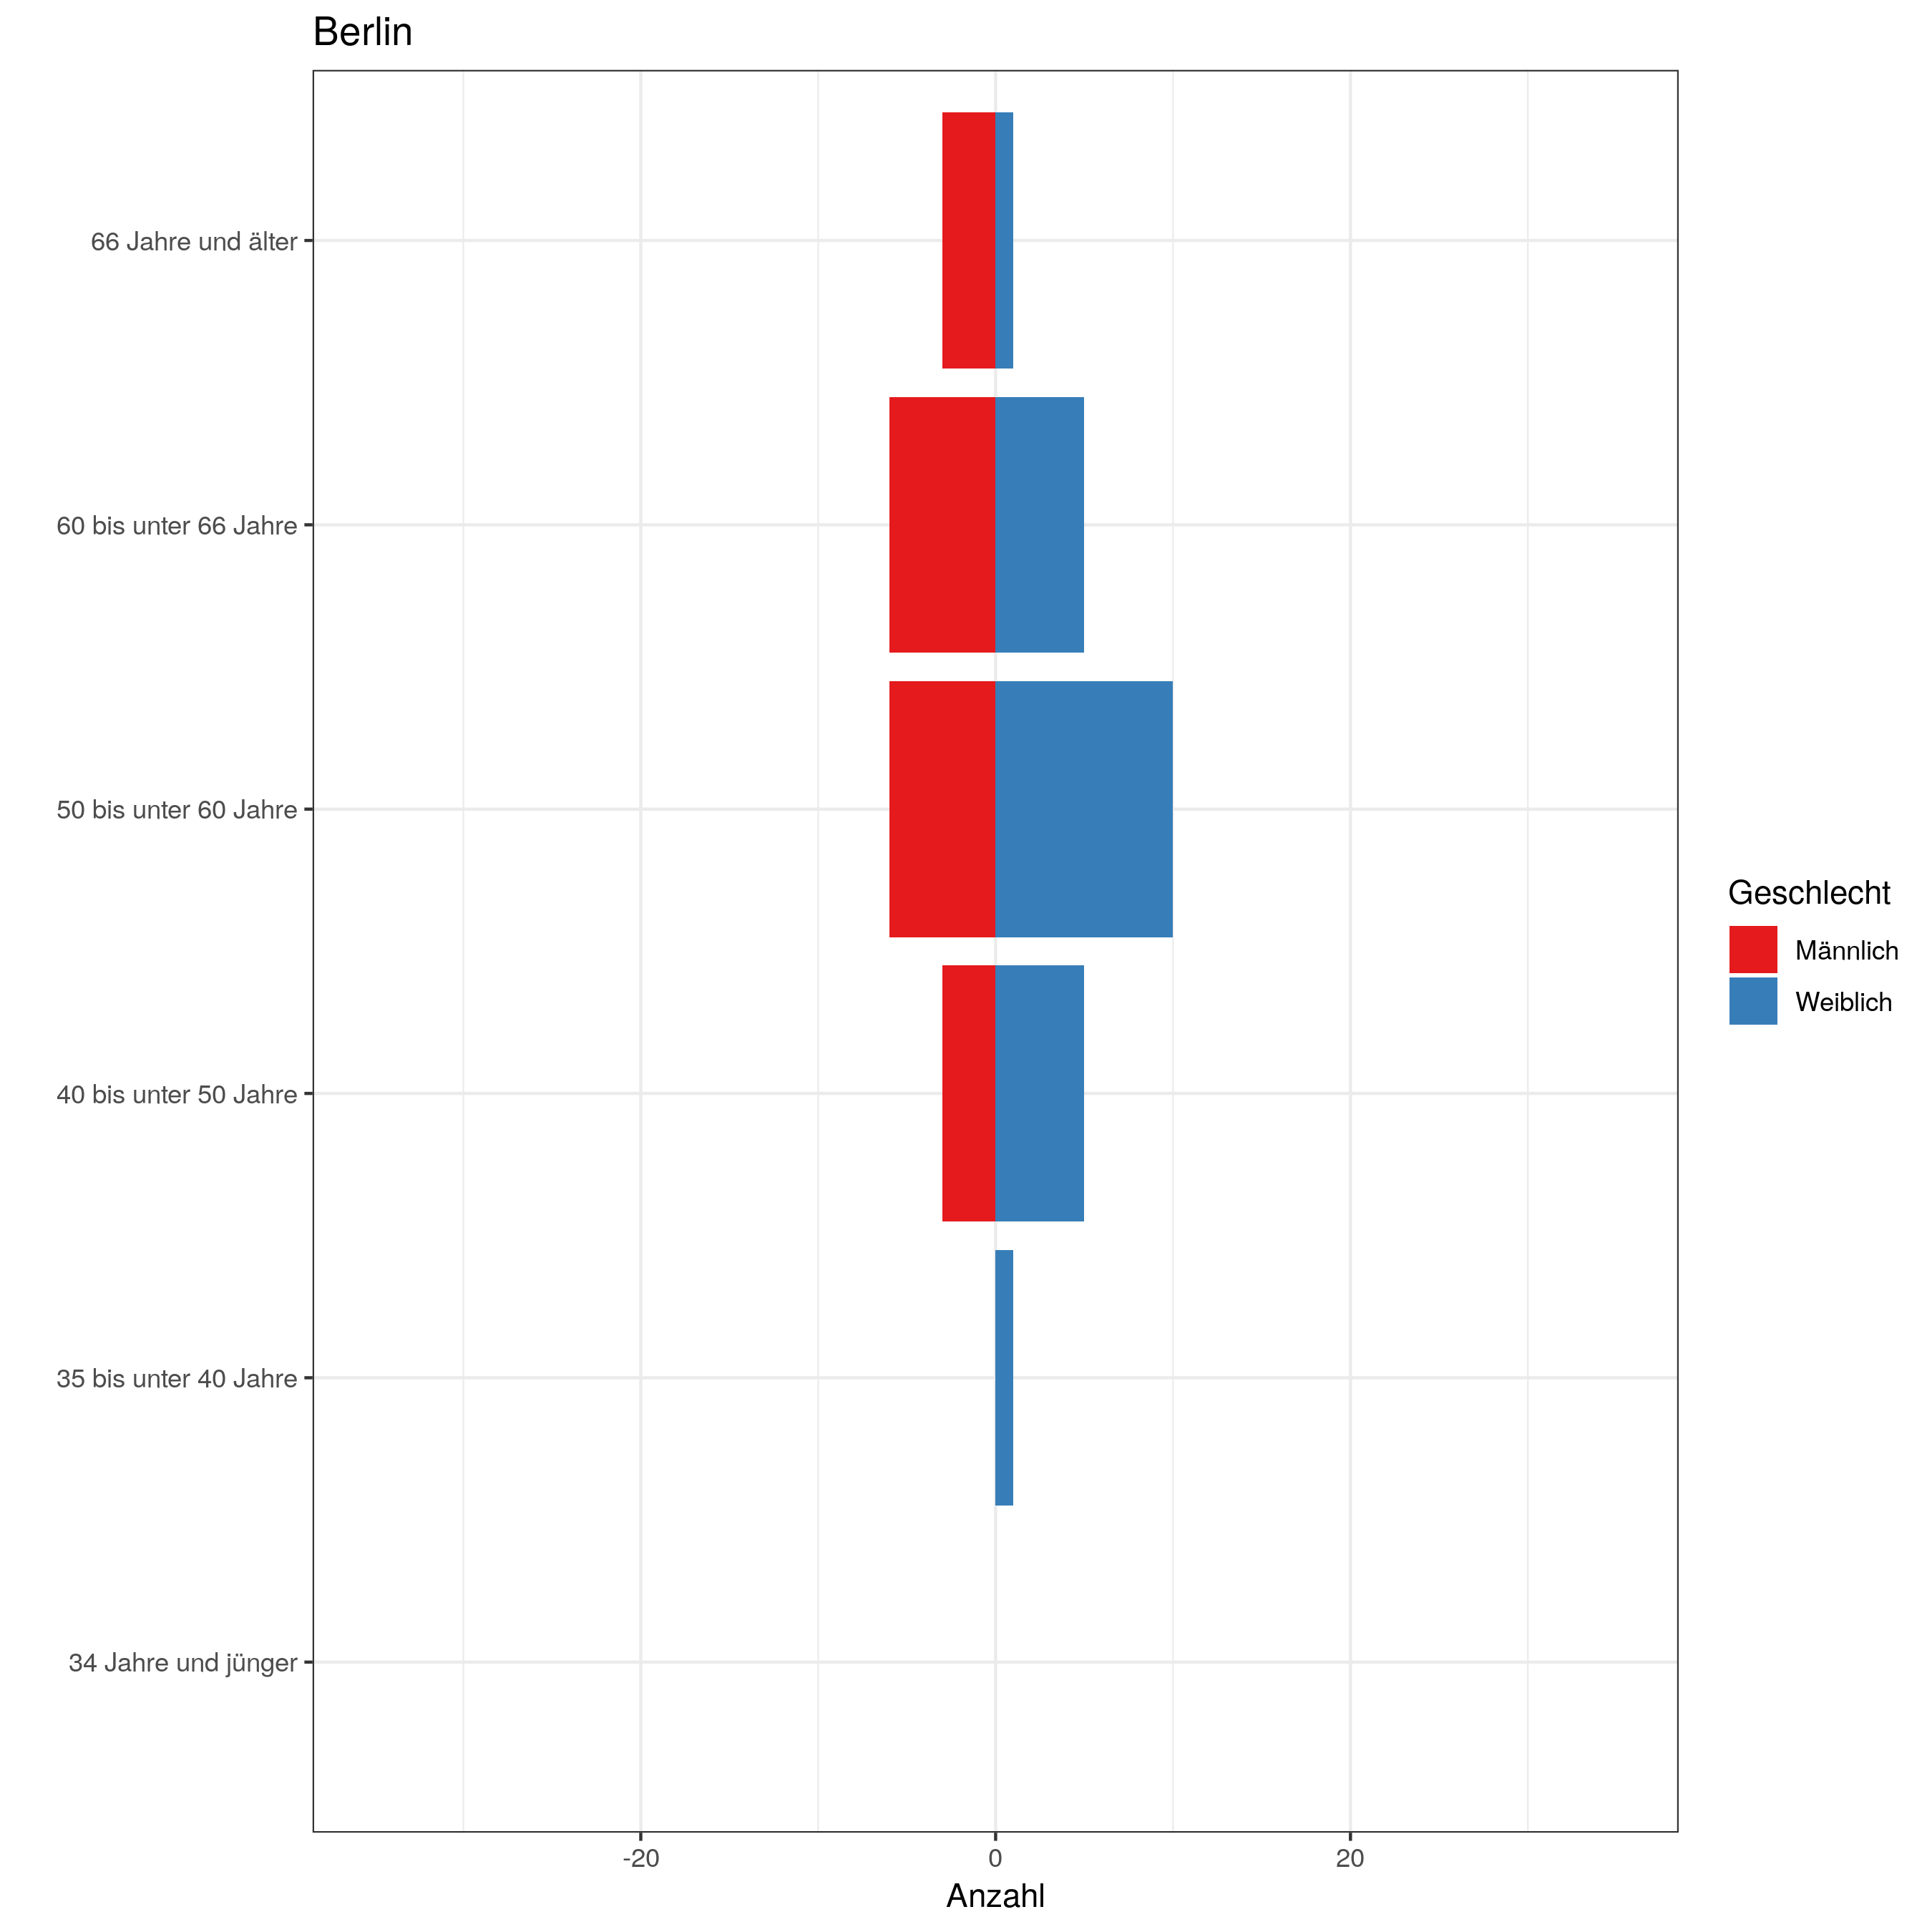 Berlin
66 Jahre und älter
60 bis unter 66 Jahre
50 bis unter 60 Jahre
40 bis unter 50 Jahre
35 bis unter 40 Jahre
34 Jahre und jünger
-20 0 20
Anzahl
Geschlecht
Männlich
Weiblich